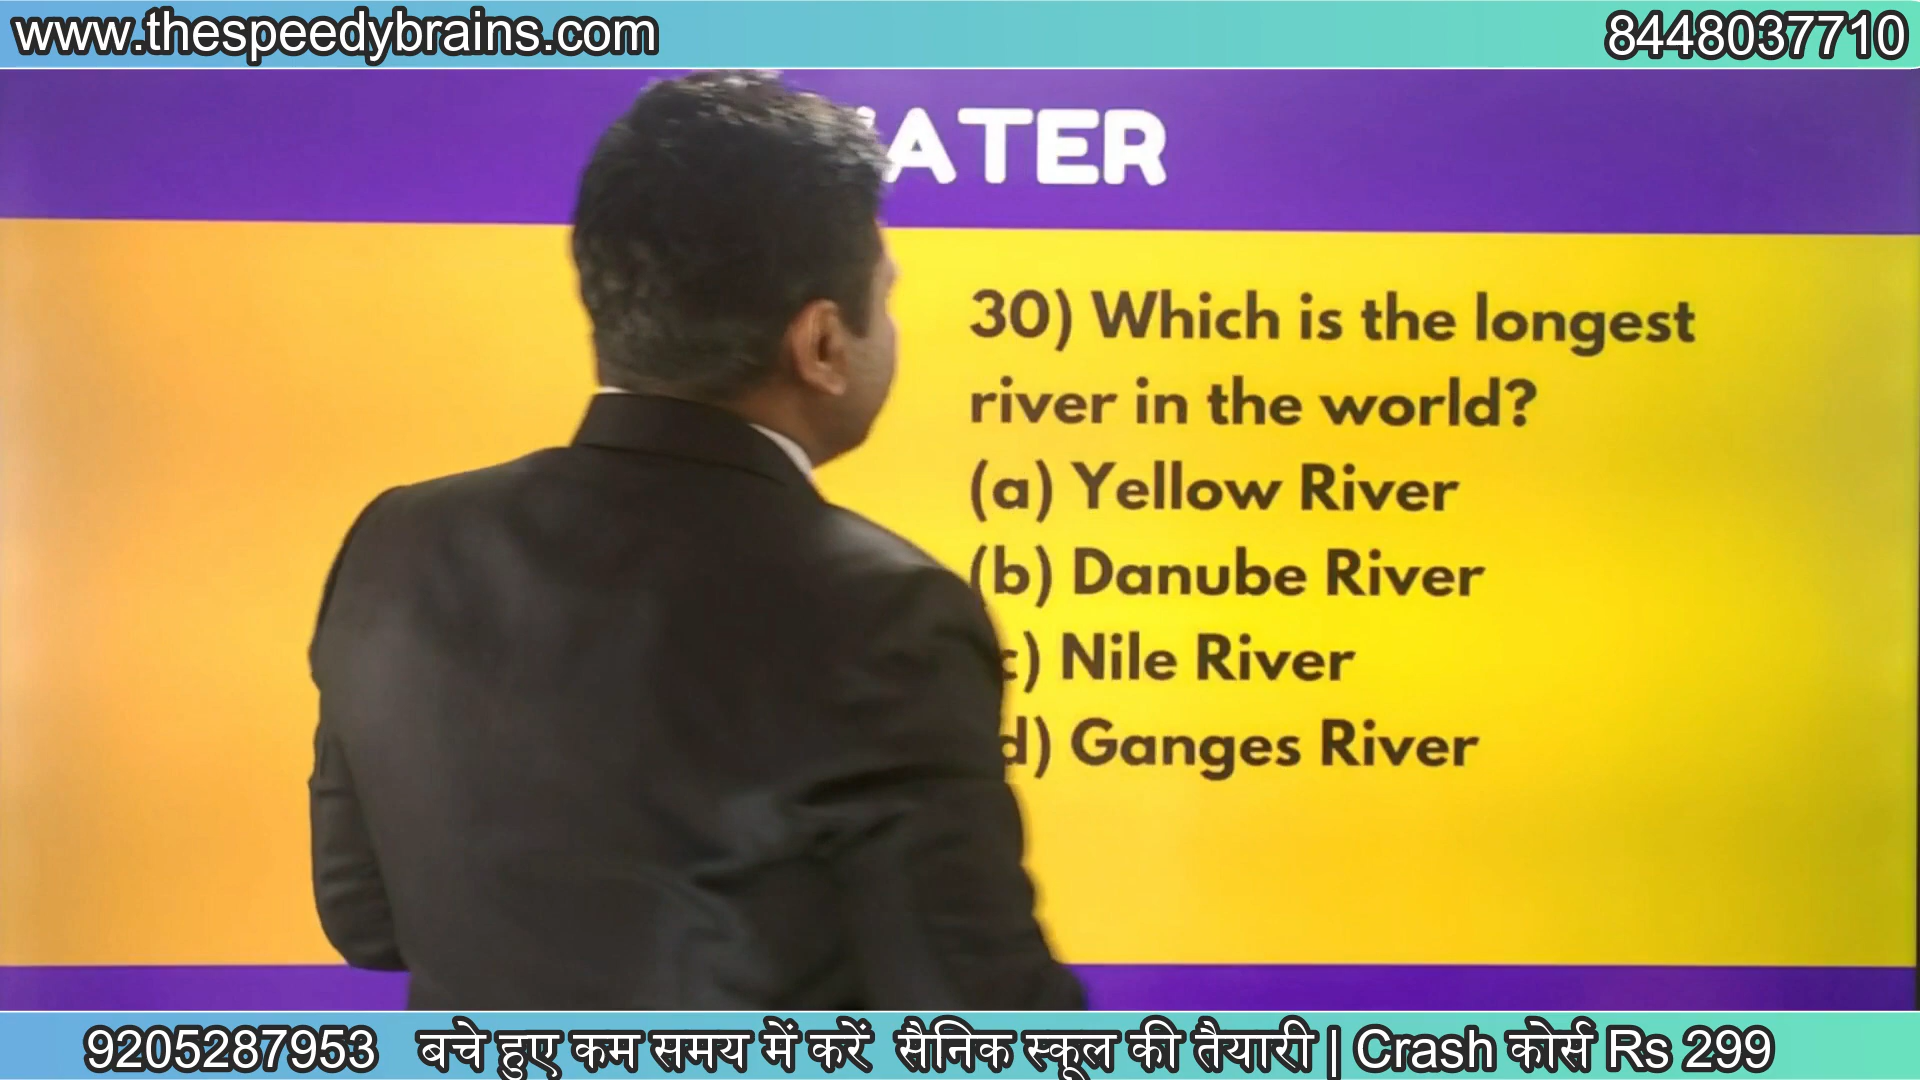 www.thespeedybrains.com 8448037710
30) Which is the longest
river in the world?
(a) Yellow River
(b) Danube River
c) Nile River
d) Ganges River
9205287953 बचे हुए कम समय में करें सैनिक स्कूल की तैयारी | Crash कोर्स Rs 299